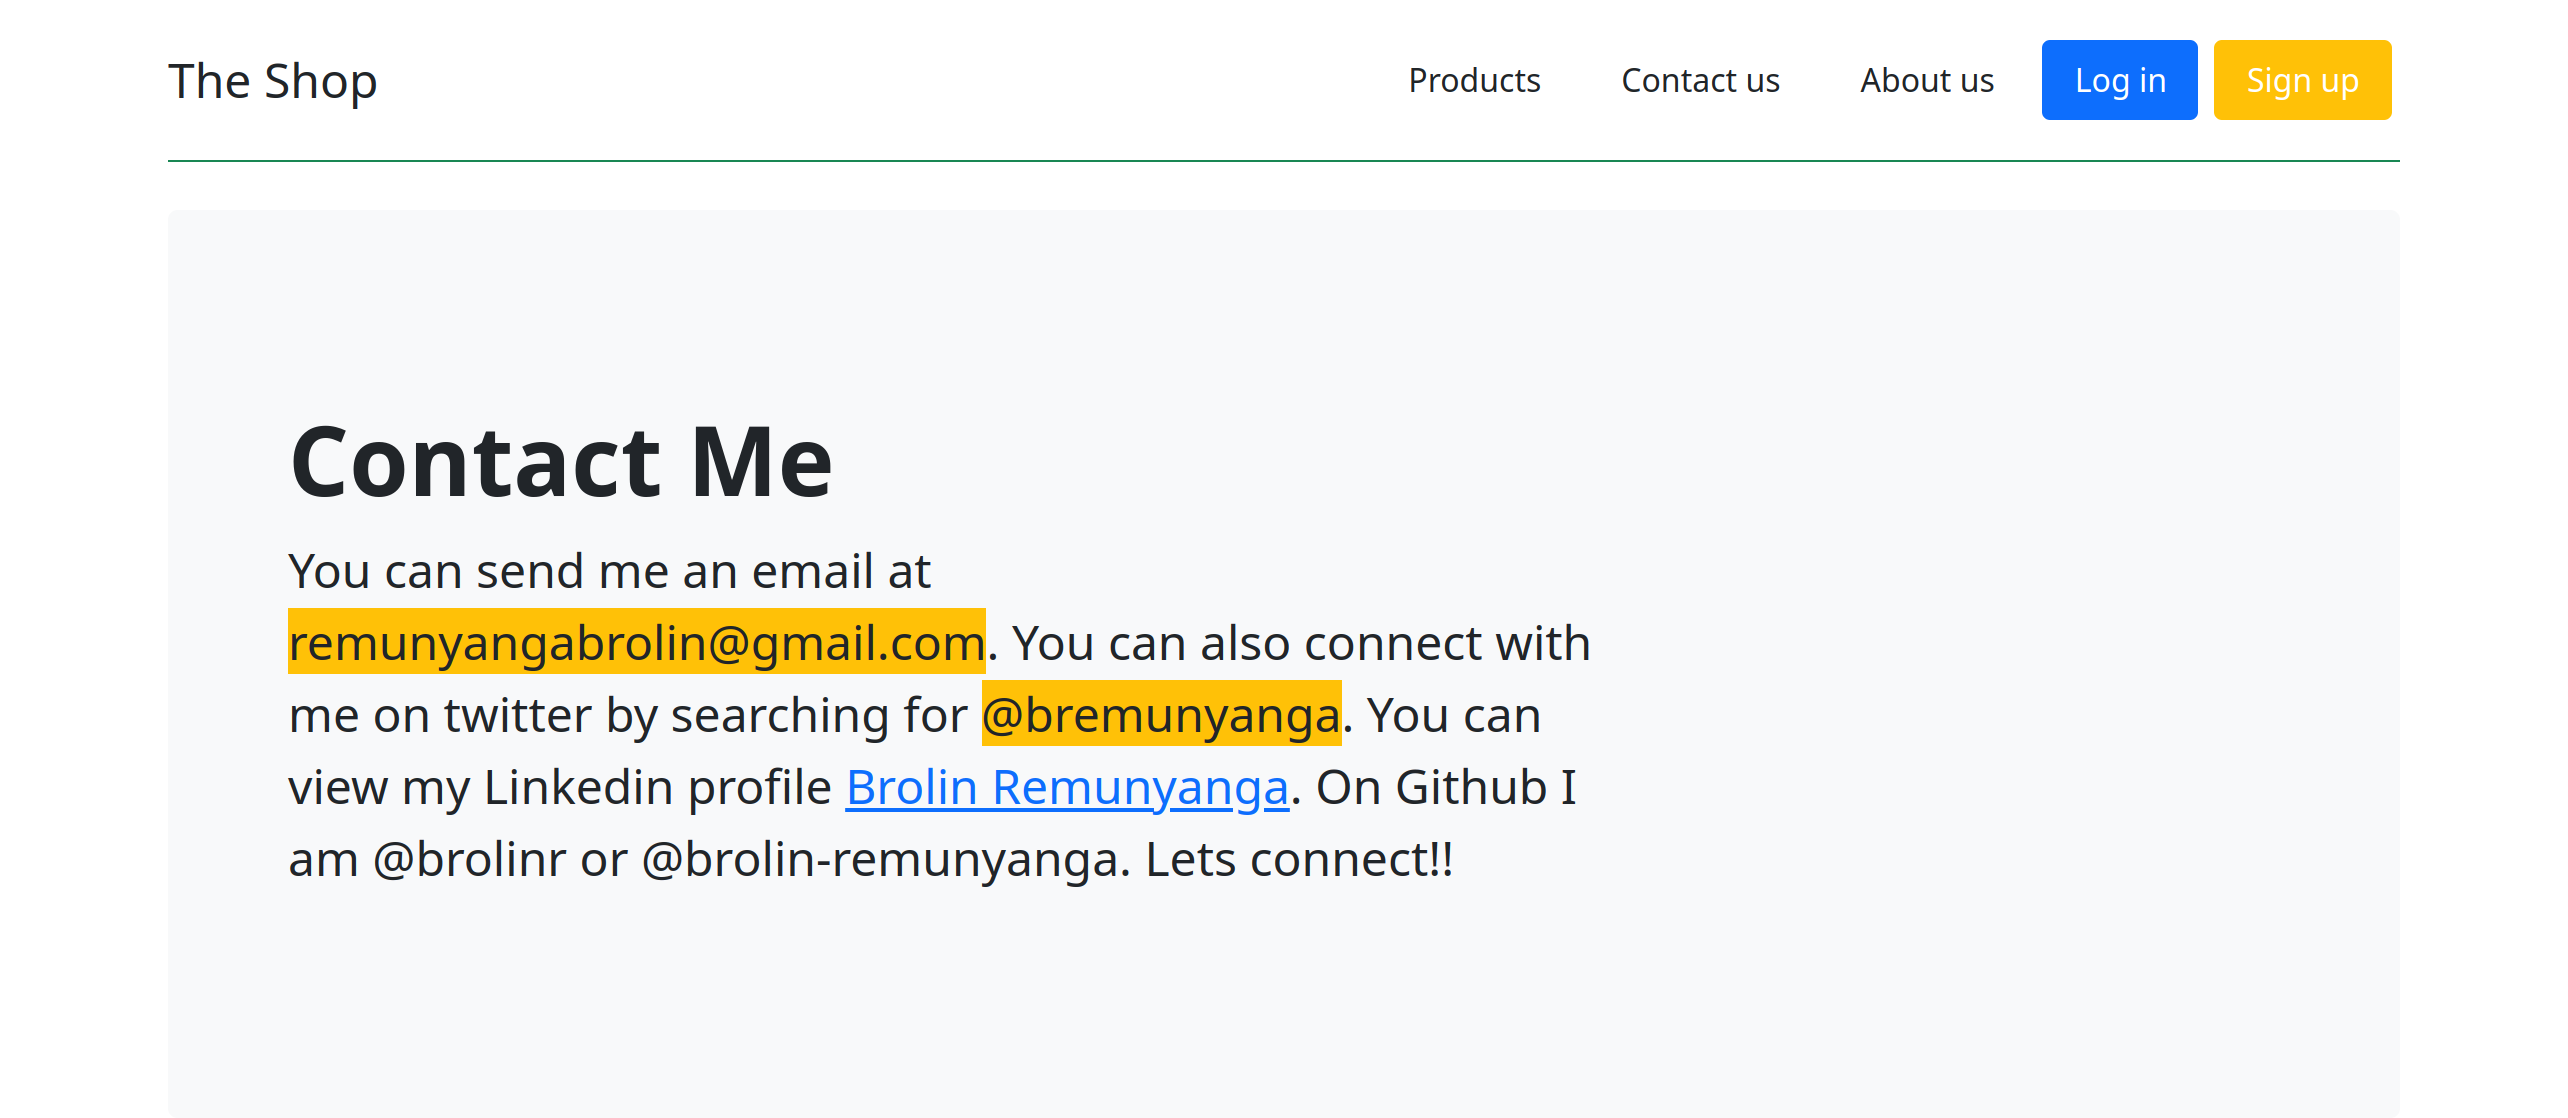 The Shop
Products
Contact us
About us
Log in
Sign up
Contact Me
You can send me an email at
remunyangabrolin@gmail.com. You can also connect with
me on twitter by searching for @bremunyanga. You can
view my Linkedin profile Brolin Remunyanga. On Github I
am @brolinr or @brolin-remunyanga. Lets connect!!